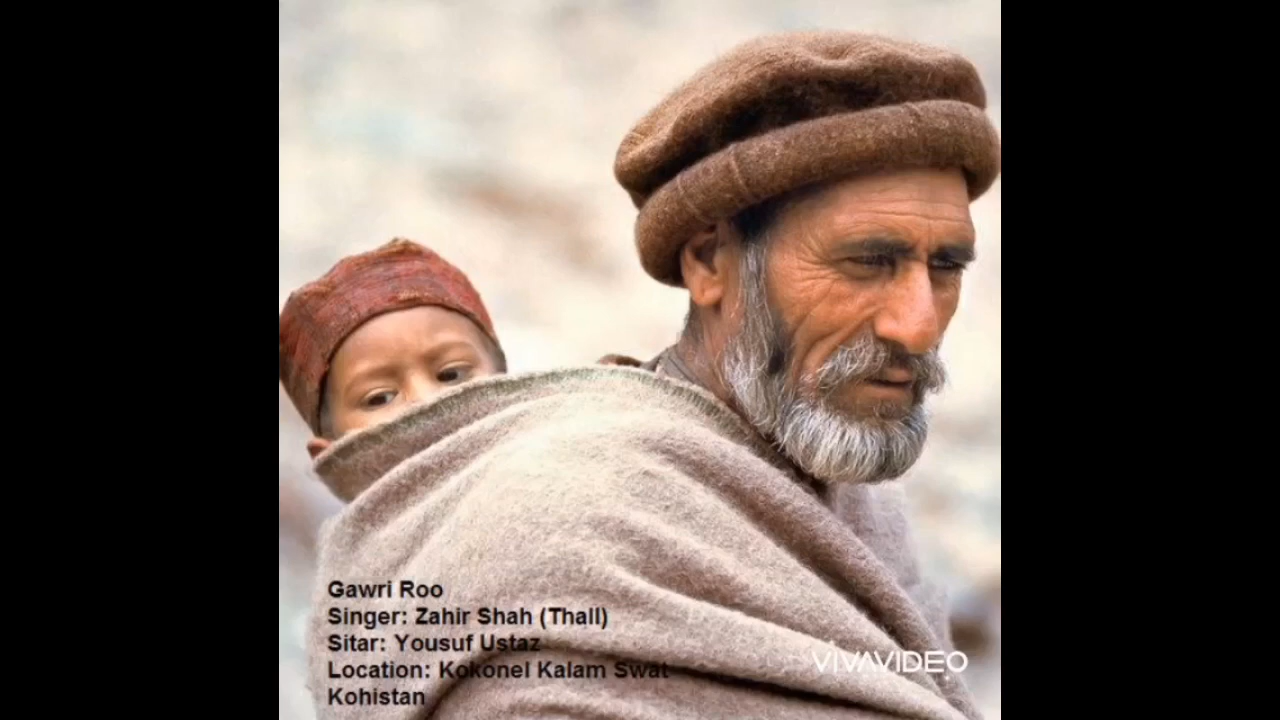 Gawri Roo
Singer: Zahir Shah (Thall)
Sitar: Yousuf Ustaz
Location: Kokonel Kalam Swat
Kohistan
VIVAVIDEO